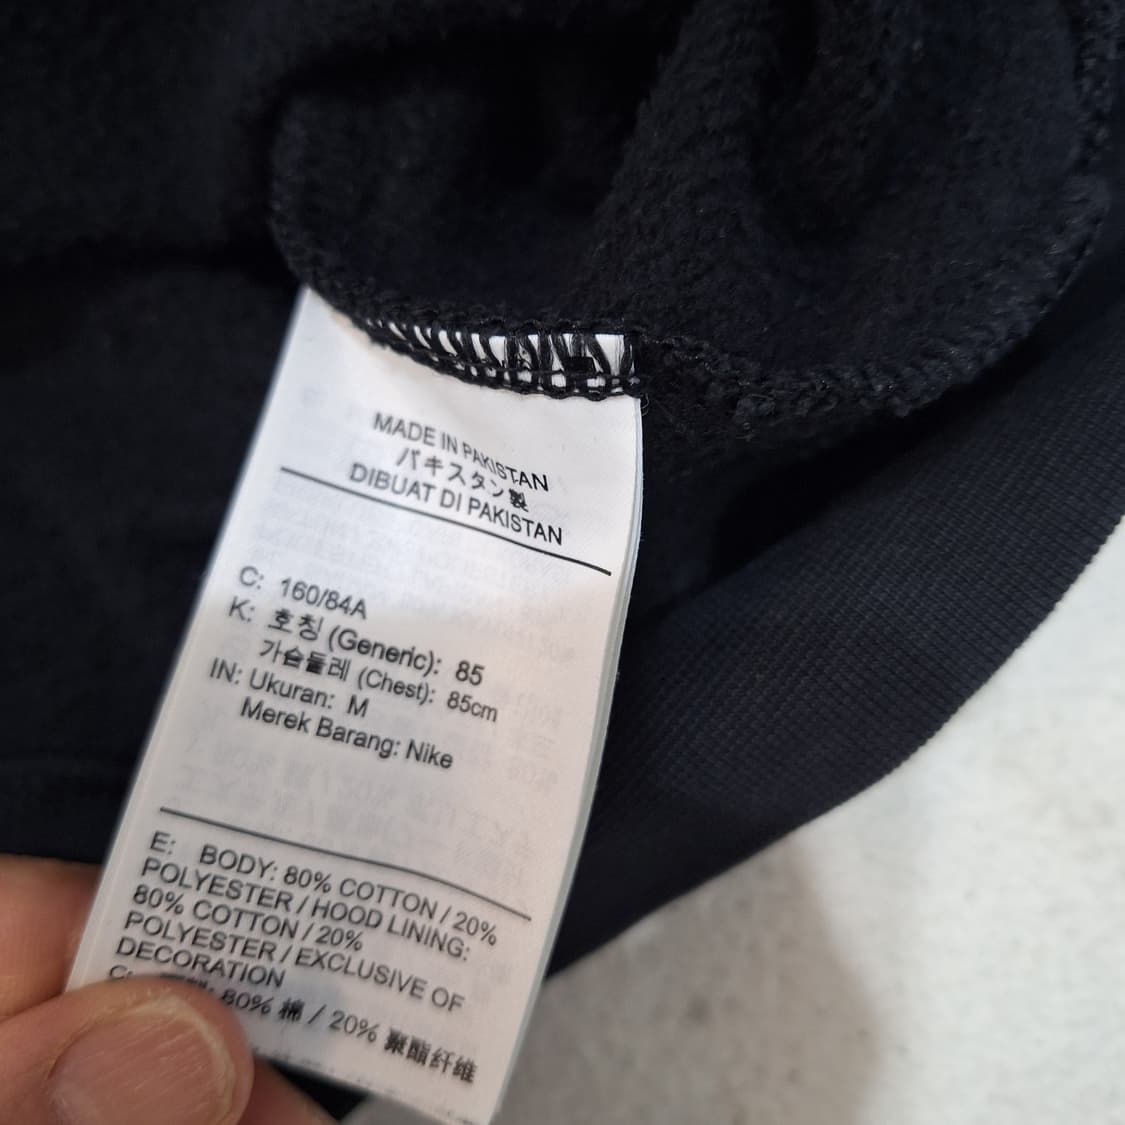 MADE IN PAKISTAN
パキスタン製
DIBUAT DI PAKISTAN
C: 160/84A
K: 호칭 (Generic): 85
가슴둘레 (Chest): 85cm
IN: Ukuran: M
Merek Barang: Nike
E: BODY: 80% COTTON / 20%
POLYESTER / HOOD LINING:
80% COTTON / 20%
POLYESTER / EXCLUSIVE OF
DECORATION
C: 80% 棉 / 20% 聚酯纤维